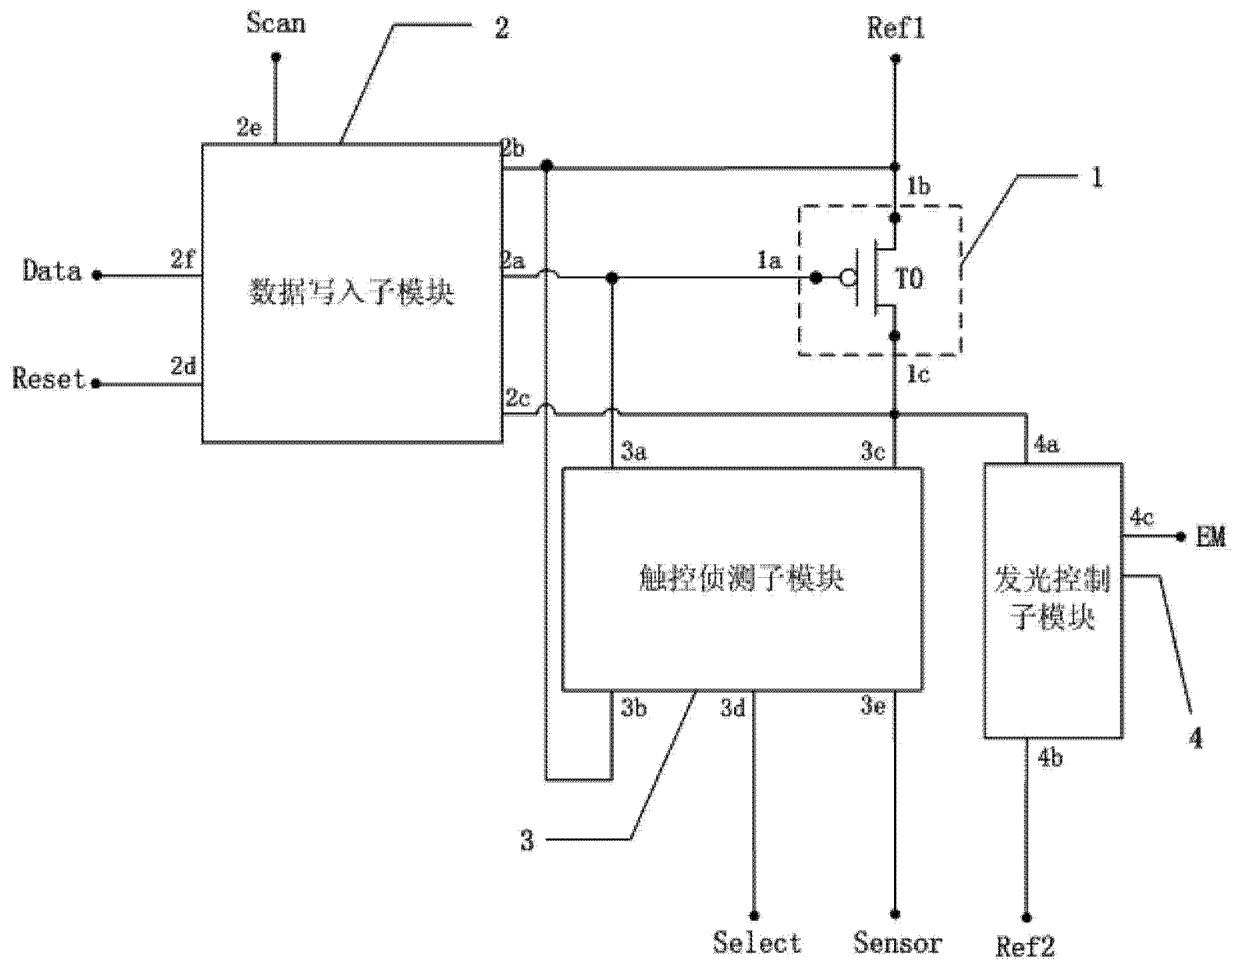 Scan
2
Ref1
2e
2b
1b
1
2f
2a
1a
Data
数据写入子模块
T0
2d
Reset
2c
1c
3a
3c
4a
4c
EM
触控侦测子模块
发光控制
子模块
3b
3d
3e
4
4b
3
Select
Sensor
Ref2